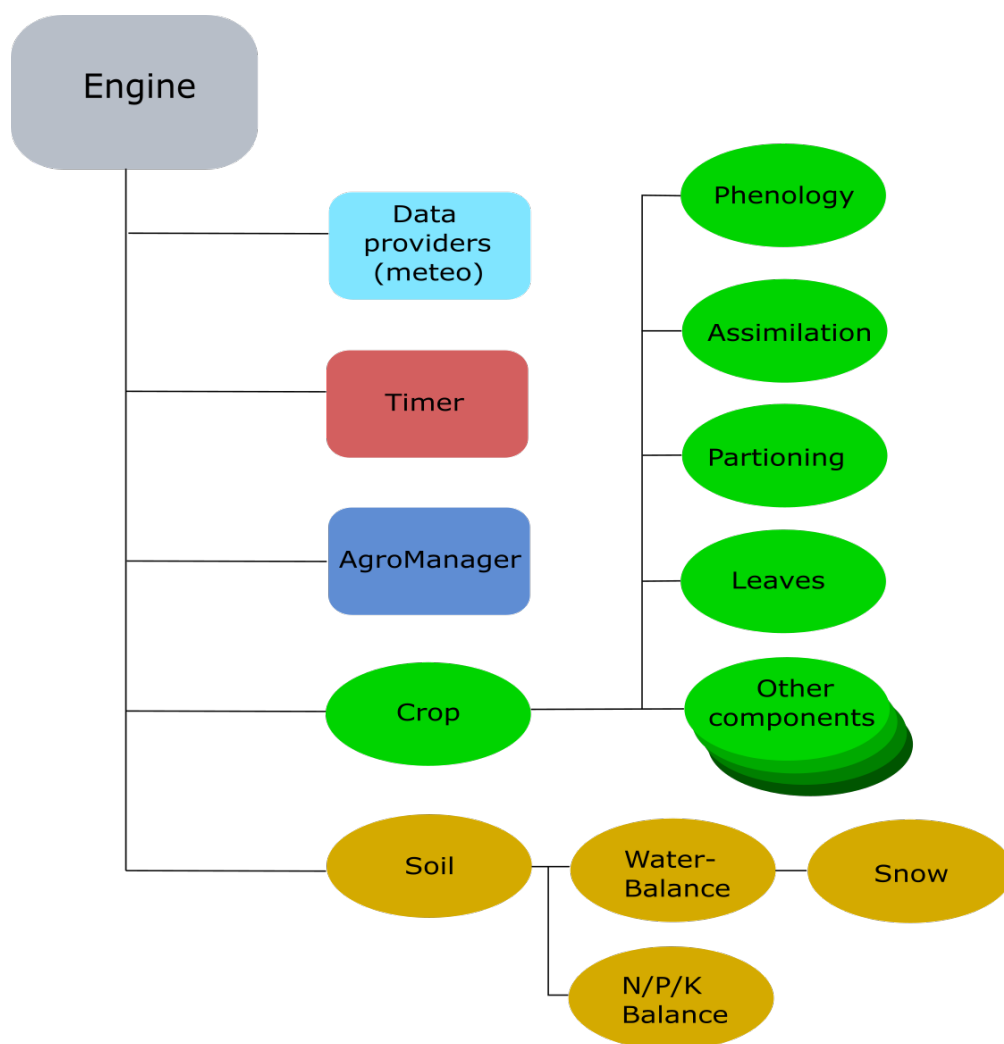 Engine
Data
providers
(meteo)
Timer
AgroManager
Crop
Soil
Phenology
Assimilation
Partioning
Leaves
Other
components
Water-
Balance
Snow
N/P/K
Balance